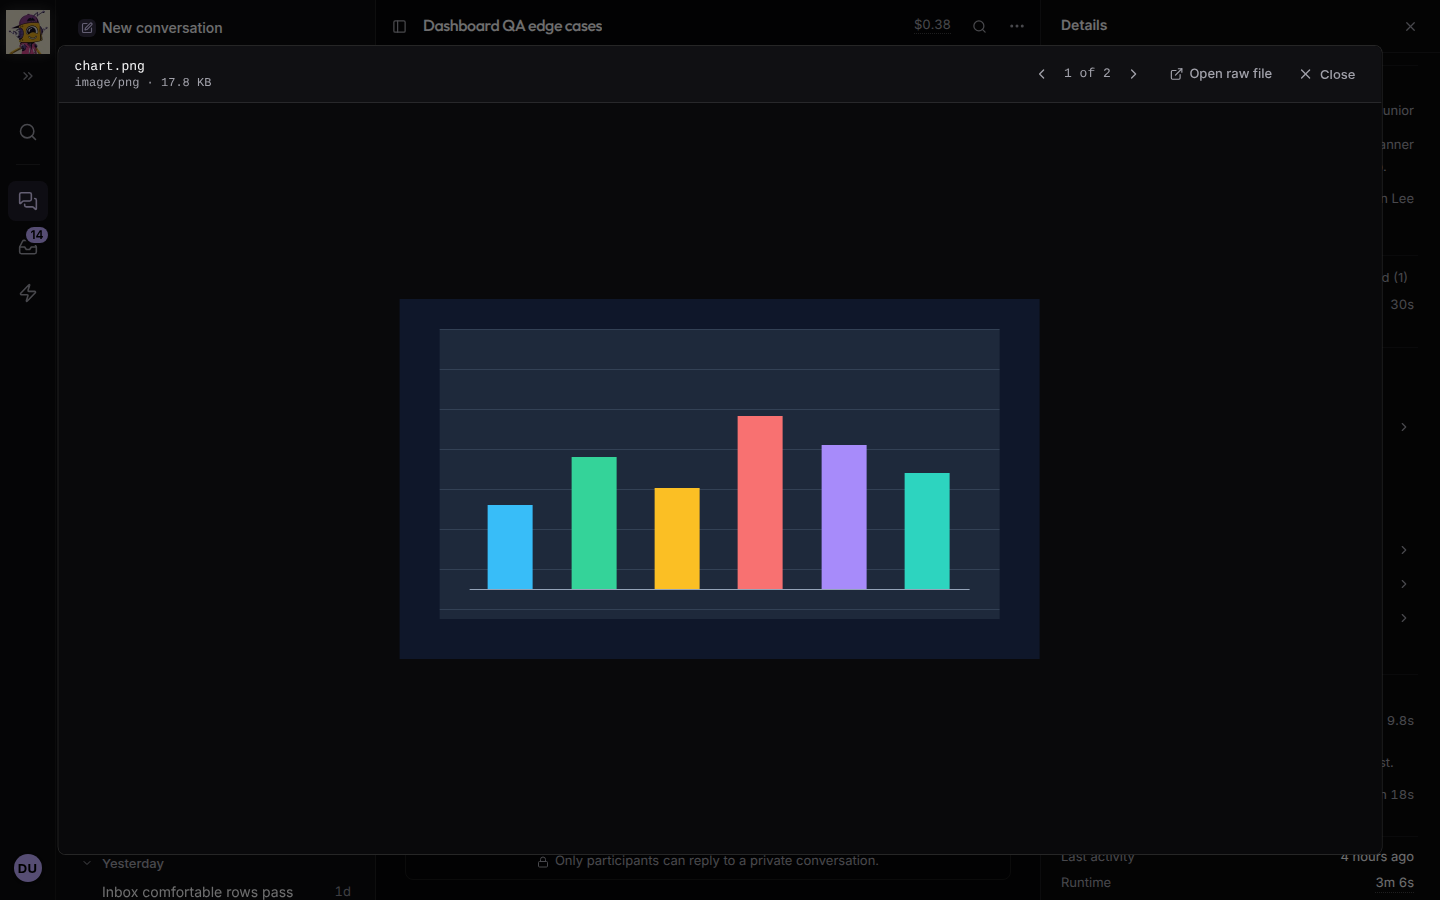 New conversation
Dashboard QA edge cases
$0.38
Details
chart.png
image/png · 17.8 KB
1 of 2
Open raw file
Close
14
unior
anner
Lee
d (1)
30s
9.8s
st.
18s
DU
Yesterday
Inbox comfortable rows pass
1d
Only participants can reply to a private conversation.
Last activity
4 hours ago
Runtime
3m 6s